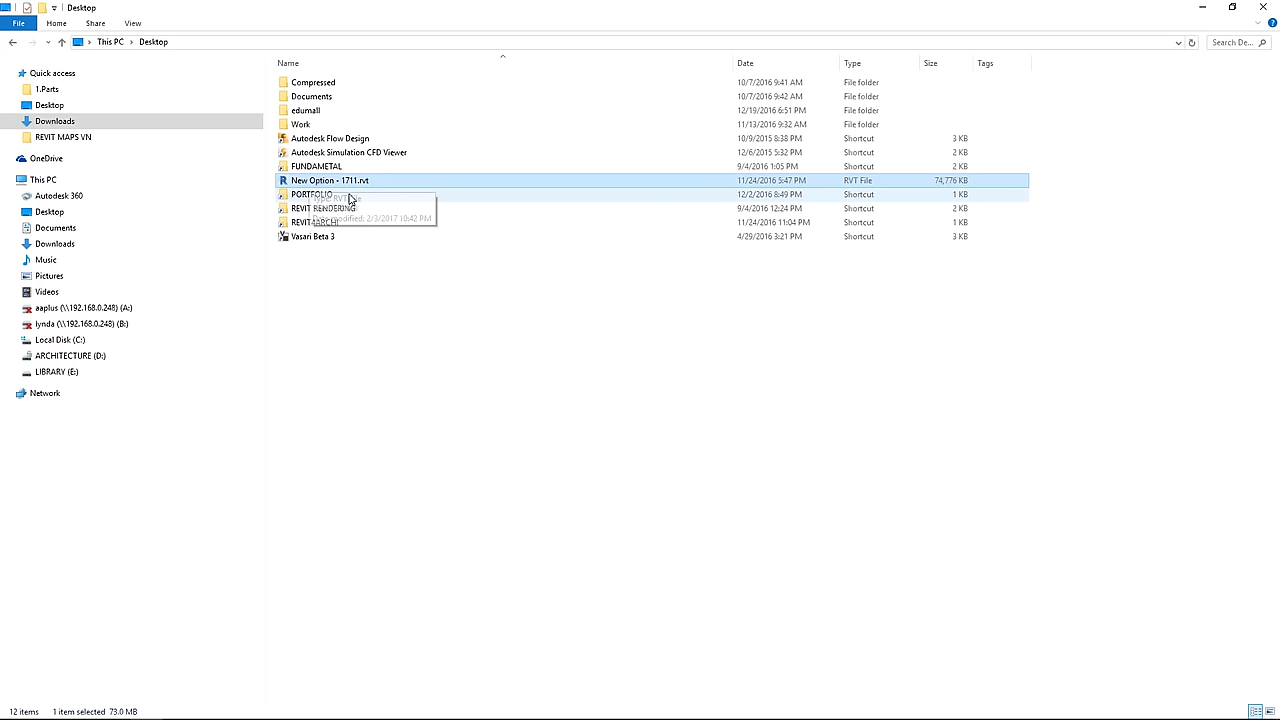 Desktop
File Home Share View
This PC Desktop Search De...
Name Date Type Size Tags
Quick access
1.Parts
Desktop
Downloads
REVIT MAPS VN
OneDrive
This PC
Autodesk 360
Desktop
Documents
Downloads
Music
Pictures
Videos
aaplus (\\192.168.0.248) (A:)
lynda (\\192.168.0.248) (B:)
Local Disk (C:)
ARCHITECTURE (D:)
LIBRARY (E:)
Network
Compressed 10/7/2016 9:41 AM File folder
Documents 10/7/2016 9:42 AM File folder
edumall 12/19/2016 6:51 PM File folder
Work 11/13/2016 9:32 AM File folder
Autodesk Flow Design 10/9/2015 8:38 PM Shortcut 3 KB
Autodesk Simulation CFD Viewer 12/6/2015 5:32 PM Shortcut 2 KB
FUNDAMETAL 9/4/2016 1:05 PM Shortcut 2 KB
New Option - 1711.rvt 11/24/2016 5:47 PM RVT File 74,776 KB
PORTFOLIO 12/2/2016 8:49 PM Shortcut 1 KB
REVIT RENDERING 9/4/2016 12:24 PM Shortcut 2 KB
modified: 2/3/2017 10:42 PM
11/24/2016 11:04 PM Shortcut 1 KB
Vasari Beta 3 4/29/2016 3:21 PM Shortcut 3 KB
12 items 1 item selected 73.0 MB